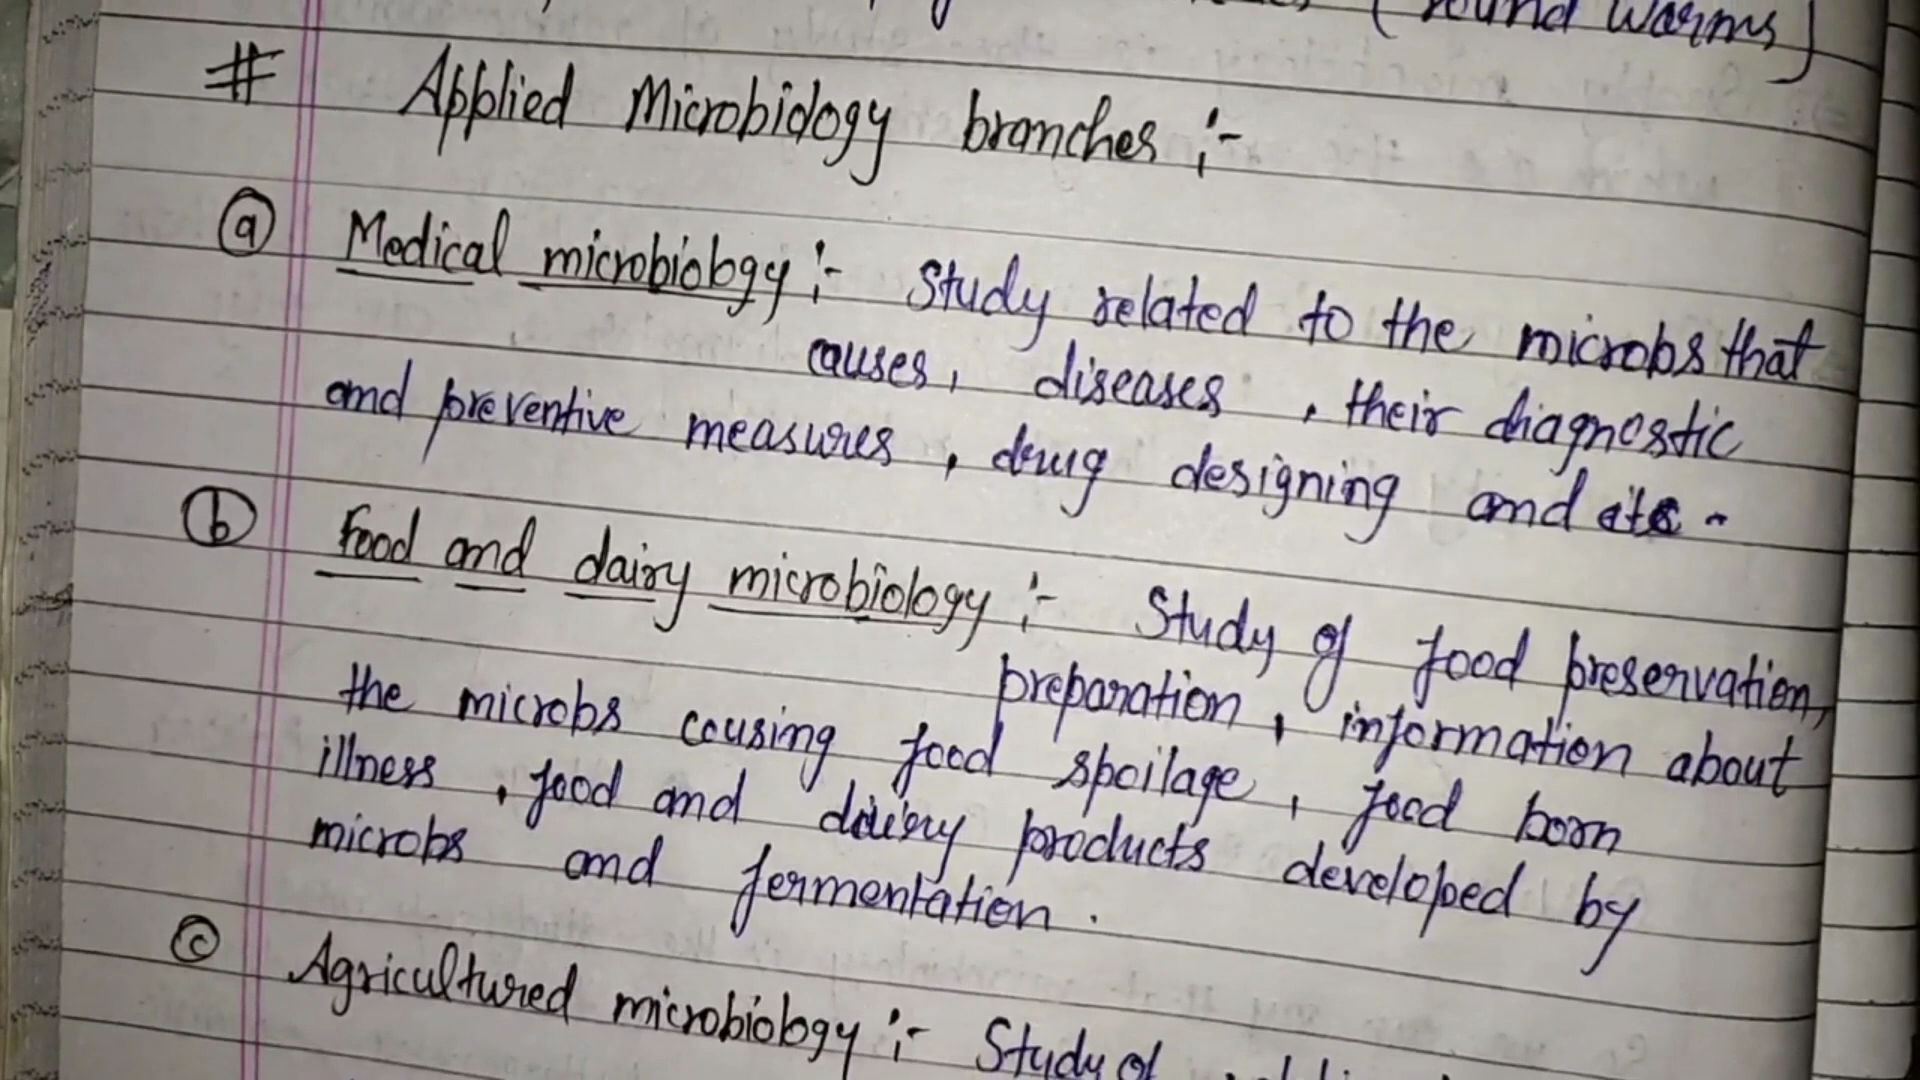 (round worms)
# Applied Microbiology branches :-
(a) Medical microbiology :- Study related to the microbs that
causes, diseases, their diagnostic
and preventive measures, drug designing and etc.
(b) Food and dairy microbiology :- Study of food preservation,
preparation, information about
the microbs causing food spoilage, food born
illness, food and dairy products developed by
microbs and fermentation.
(c) Agricultured microbiology :- Study of